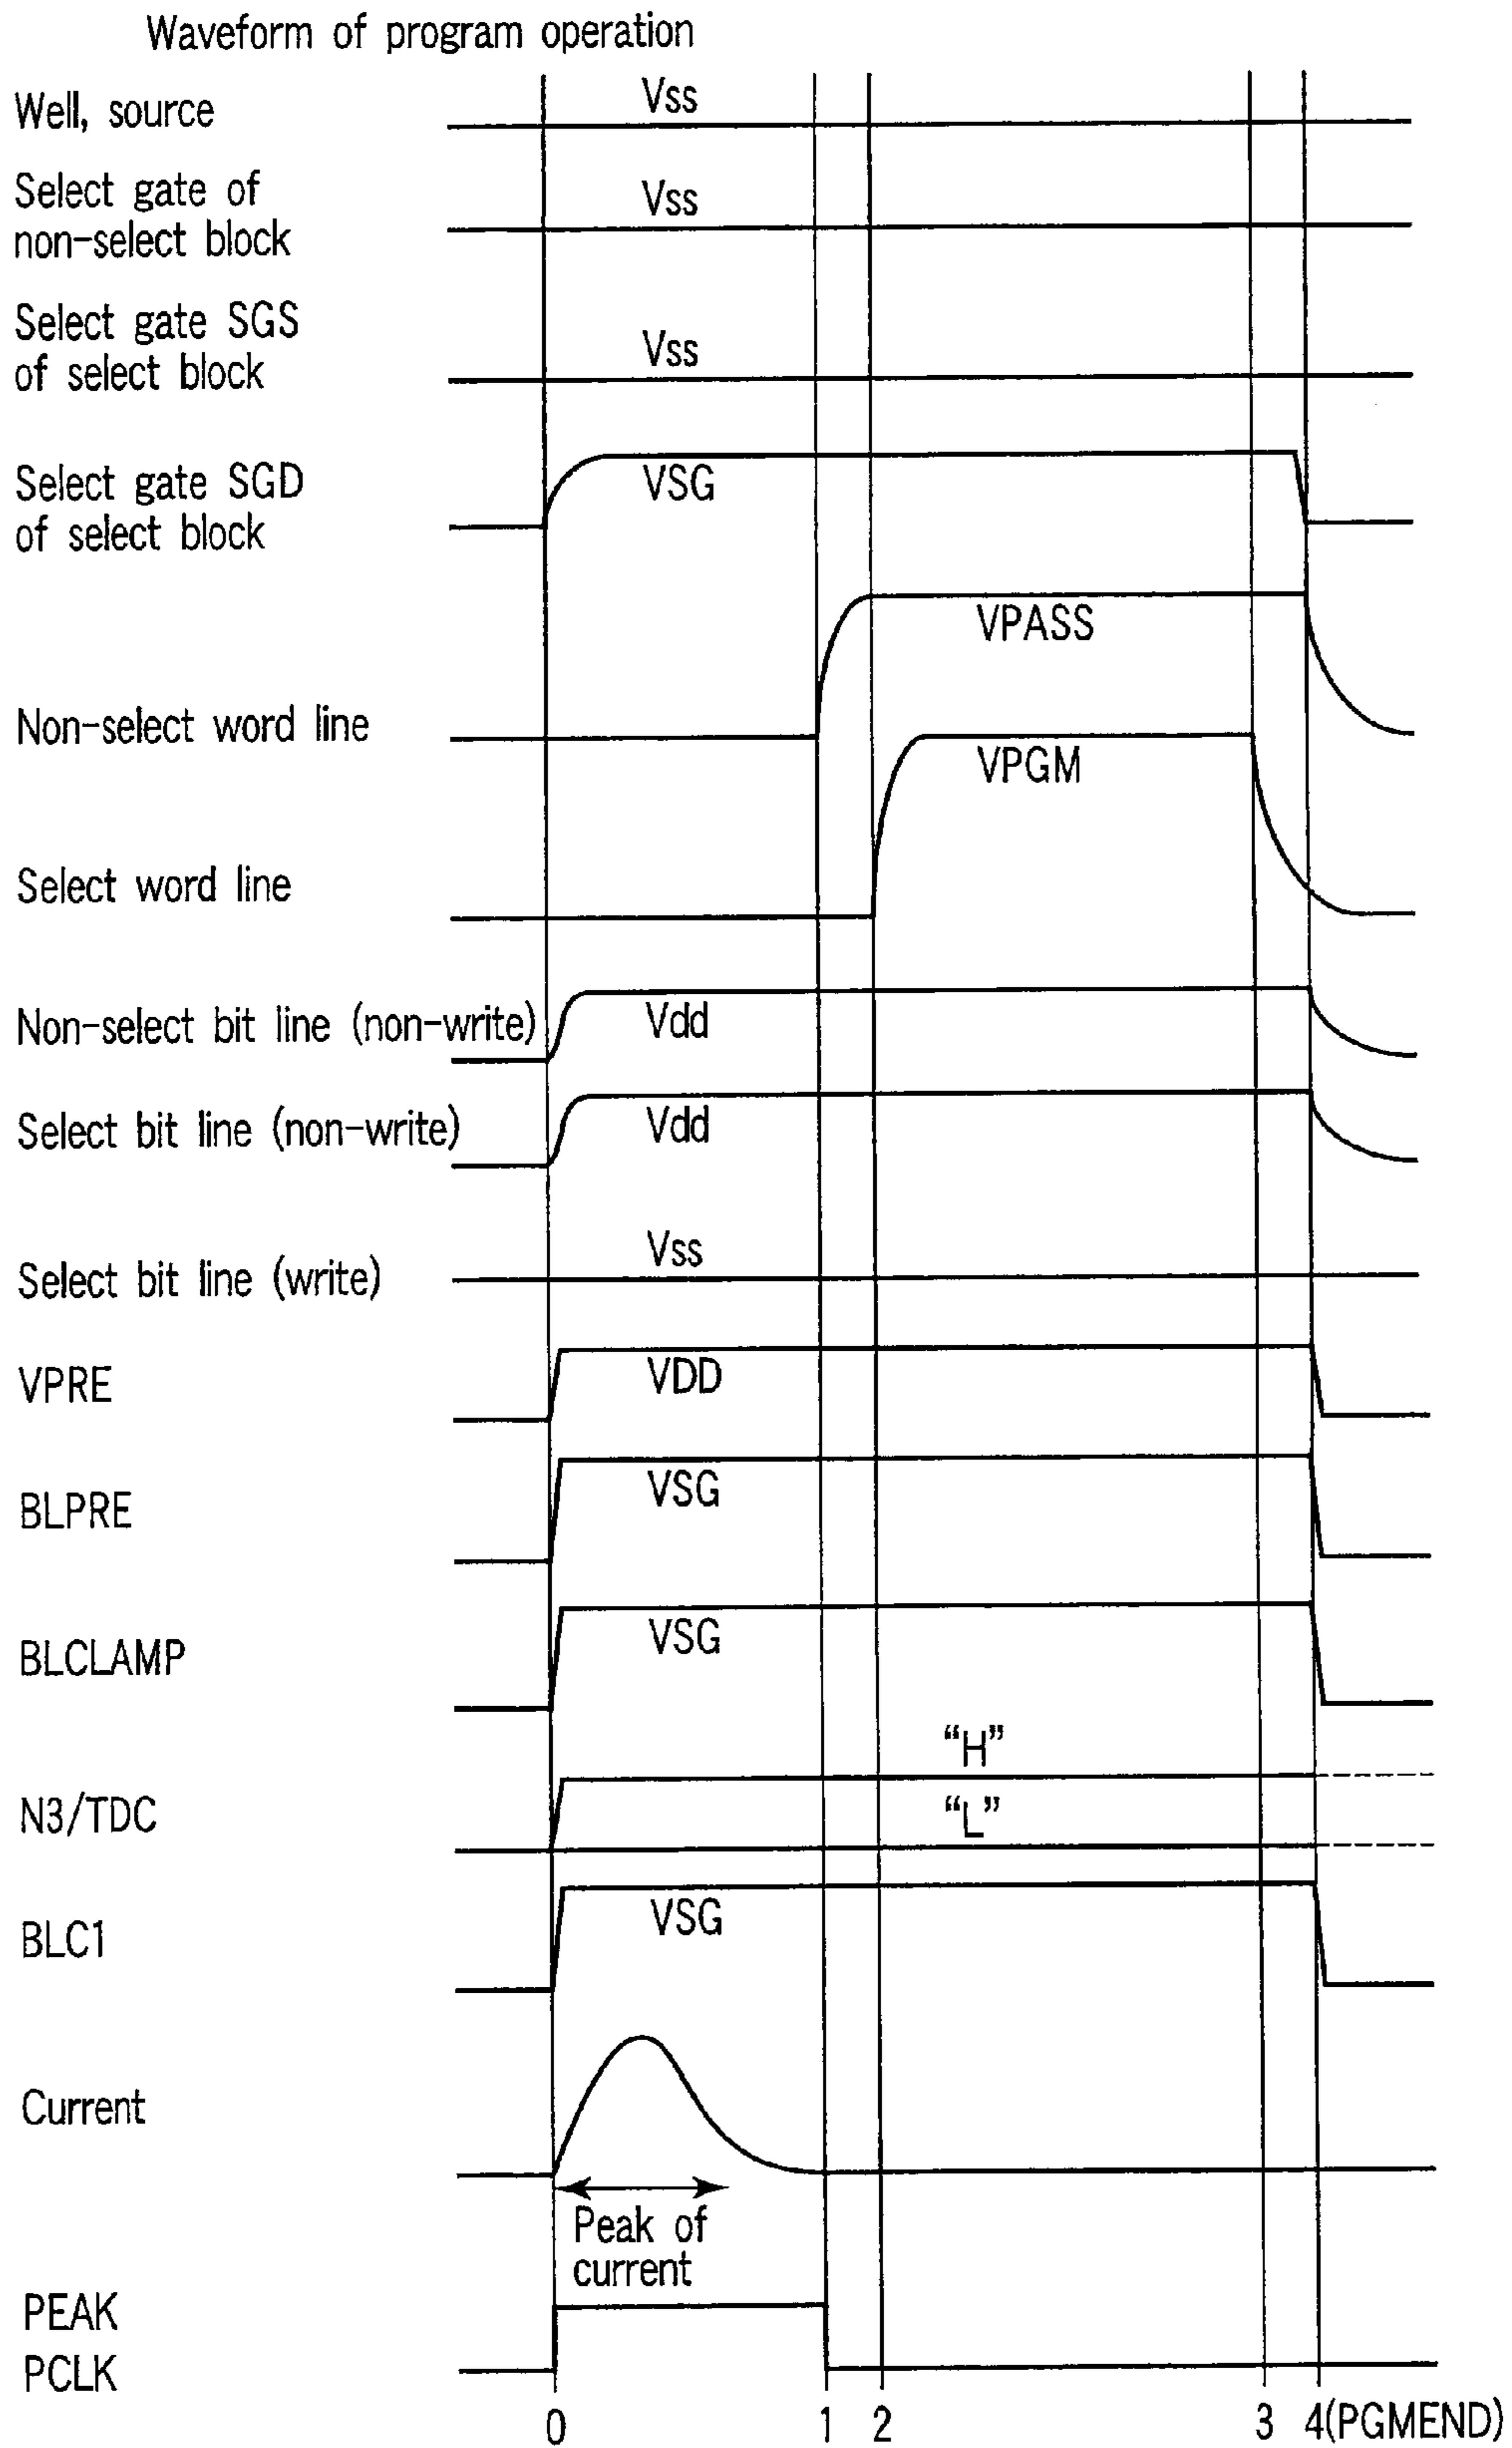 Waveform of program operation
Well, source
Vss
Select gate of
non-select block
Vss
Select gate SGS
of select block
Vss
Select gate SGD
of select block
VSG
Non-select word line
VPASS
Select word line
VPGM
Non-select bit line (non-write)
Vdd
Select bit line (non-write)
Vdd
Select bit line (write)
Vss
VPRE
VDD
BLPRE
VSG
BLCLAMP
VSG
N3/TDC
“H”
“L”
BLC1
VSG
Current
Peak of
current
PEAK
PCLK
0 1 2 3 4(PGMEND)